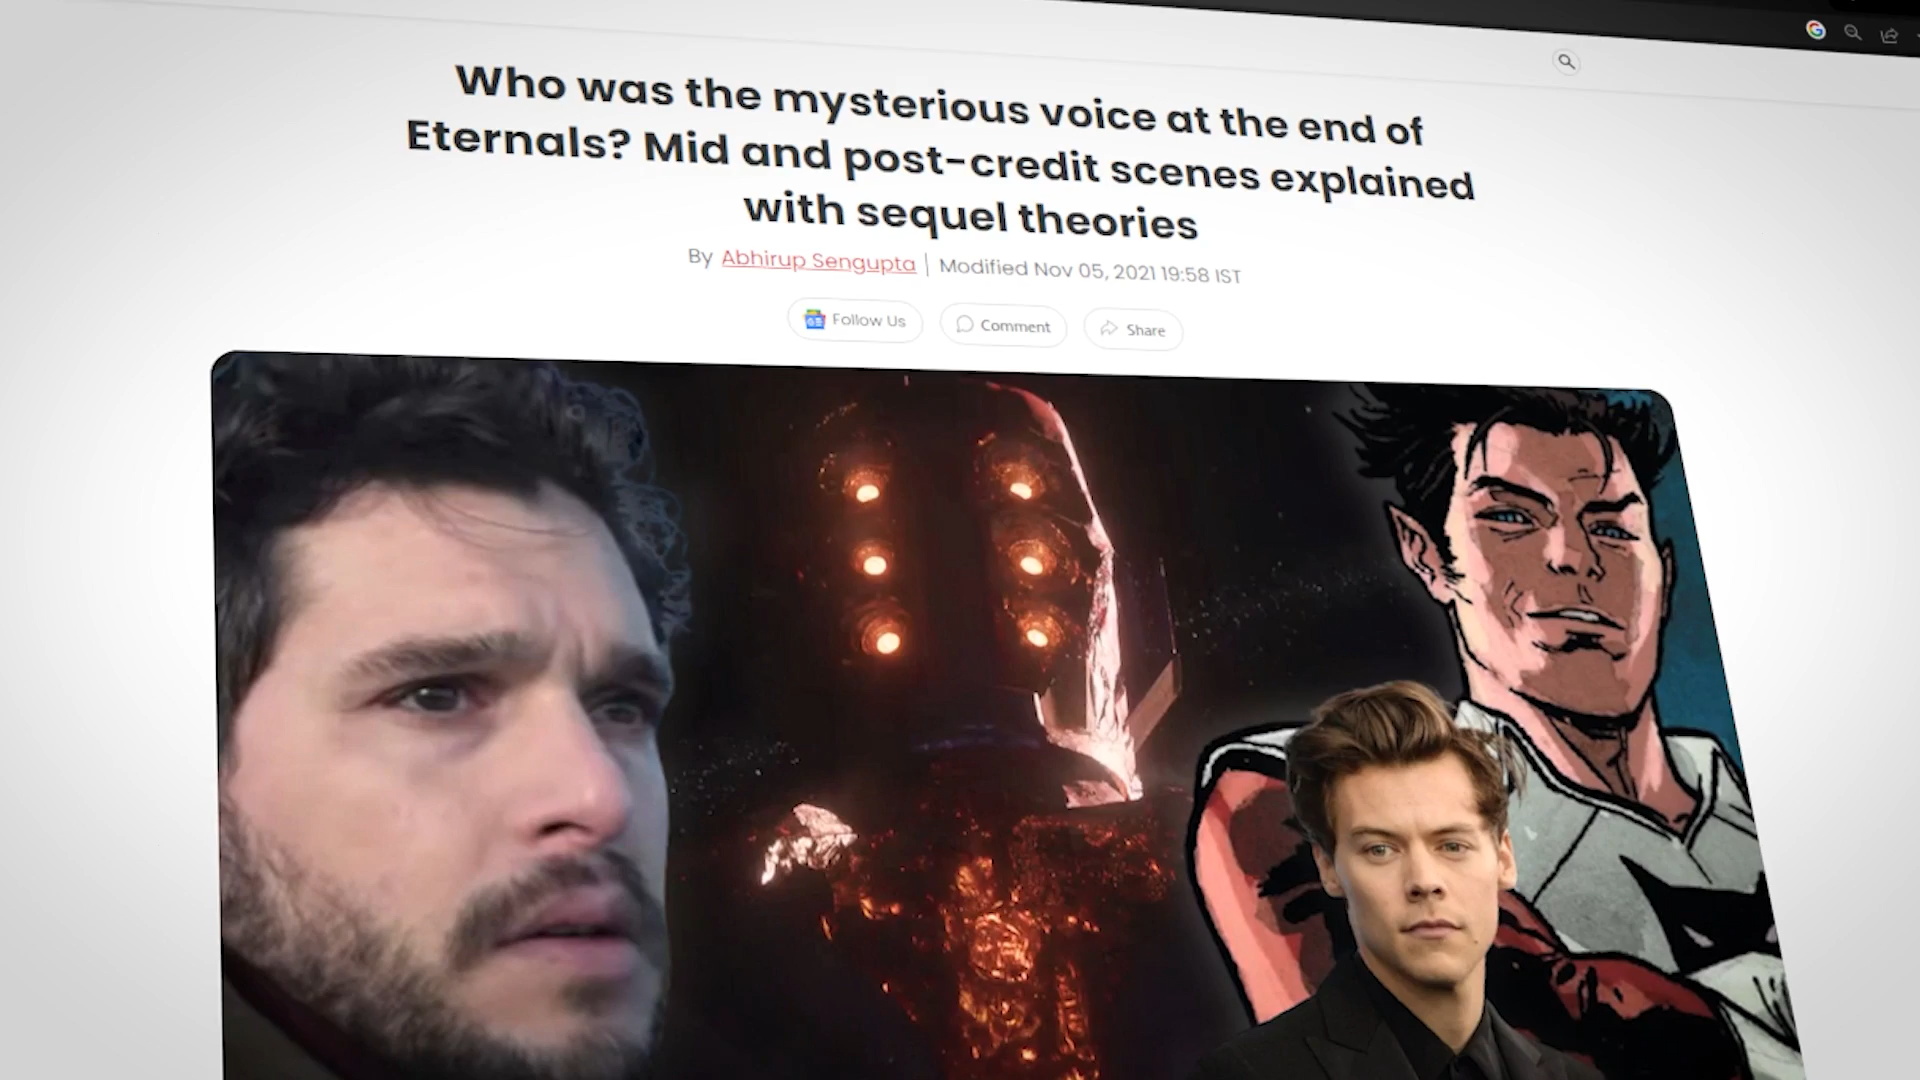 Who was the mysterious voice at the end of
Eternals? Mid and post-credit scenes explained
with sequel theories
By Abhirup Sengupta | Modified Nov 05, 2021 19:58 IST
Follow Us
Comment
Share